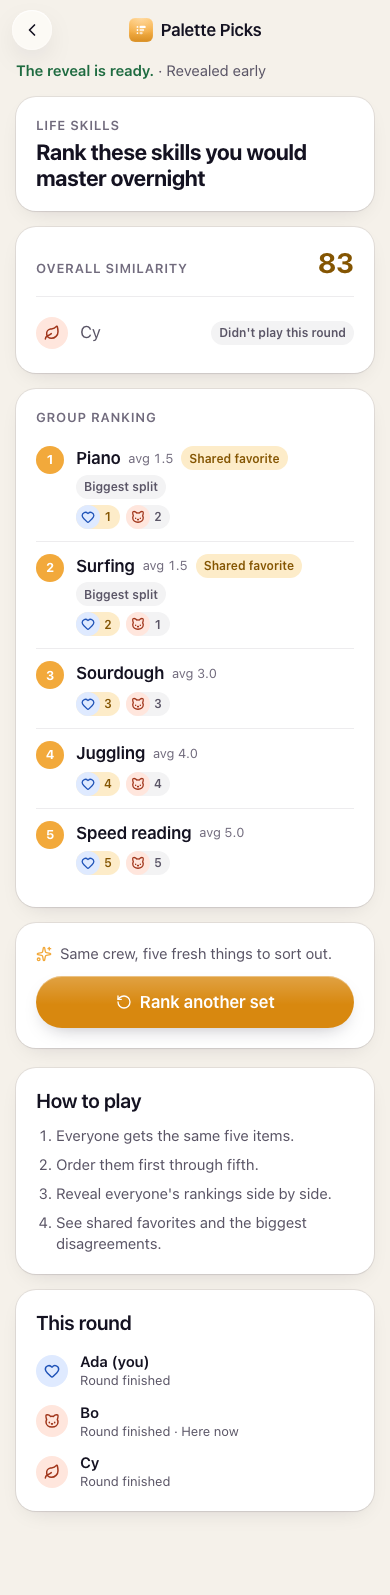 Palette Picks
The reveal is ready. · Revealed early
LIFE SKILLS
Rank these skills you would
master overnight
OVERALL SIMILARITY 83
Cy Didn't play this round
GROUP RANKING
1 Piano avg 1.5 Shared favorite
Biggest split
1 2
2 Surfing avg 1.5 Shared favorite
Biggest split
2 1
3 Sourdough avg 3.0
3 3
4 Juggling avg 4.0
4 4
5 Speed reading avg 5.0
5 5
Same crew, five fresh things to sort out.
Rank another set
How to play
1. Everyone gets the same five items.
2. Order them first through fifth.
3. Reveal everyone's rankings side by side.
4. See shared favorites and the biggest
disagreements.
This round
Ada (you)
Round finished
Bo
Round finished · Here now
Cy
Round finished